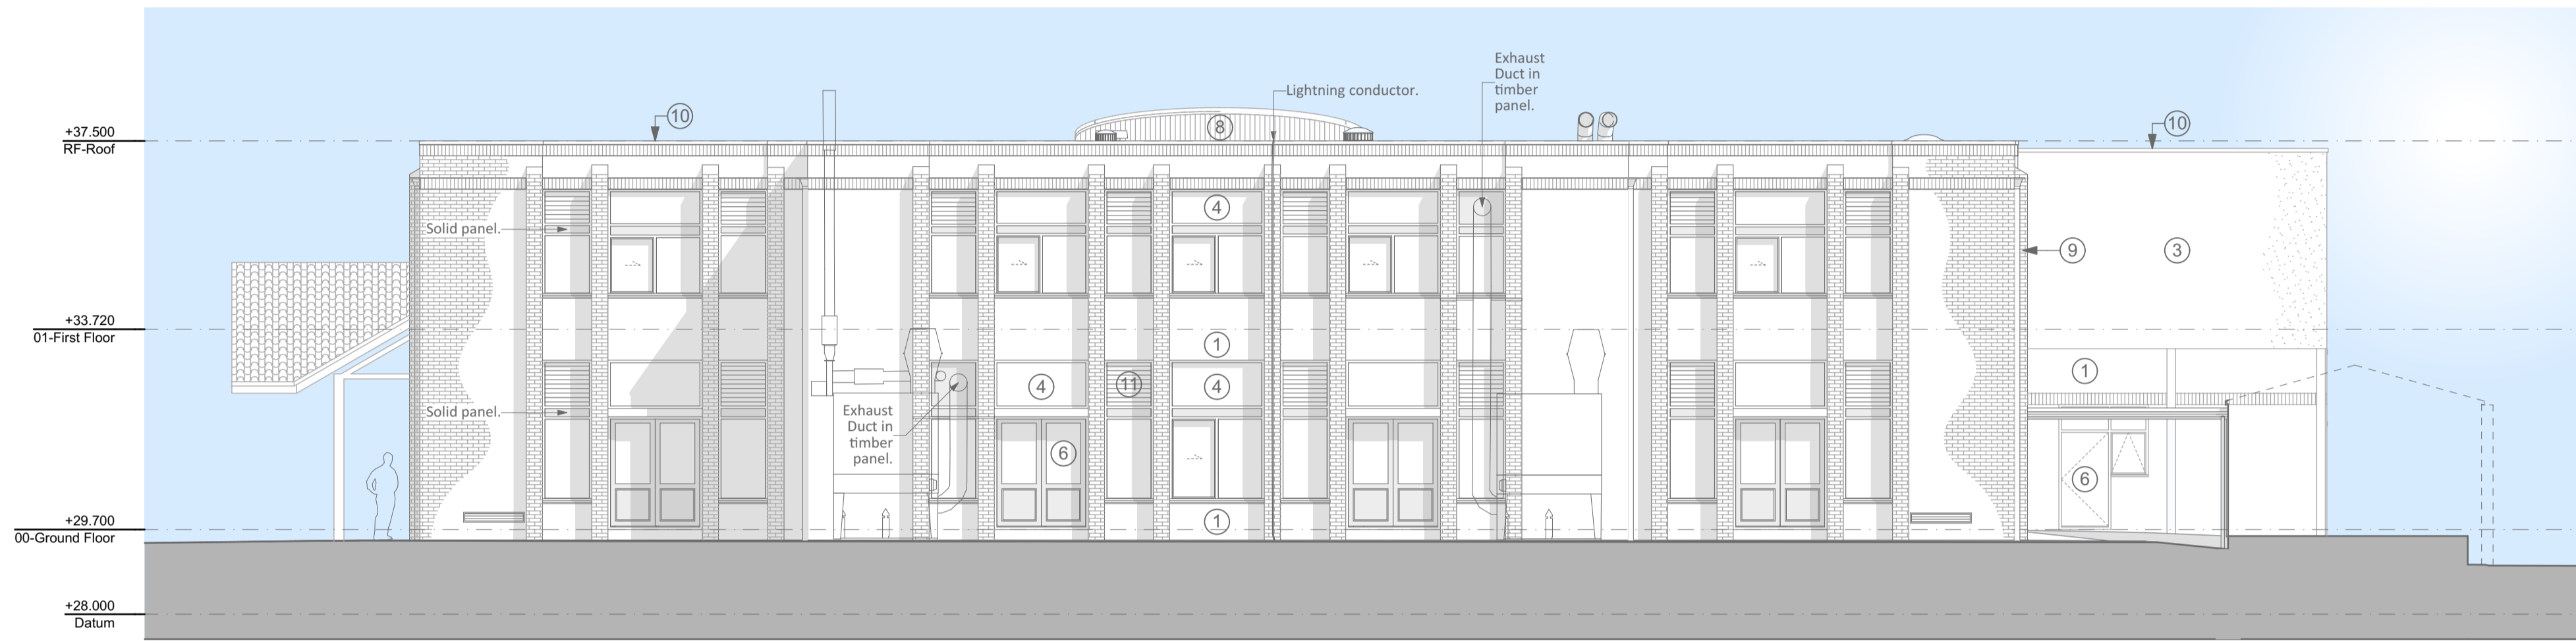 Exhaust
Duct in
timber
panel.
Lightning conductor.
10
8
10
+37.500
RF-Roof
4
Solid panel.
9
3
+33.720
01-First Floor
1
1
4
11
4
Solid panel.
Exhaust
Duct in
timber
panel.
6
6
+29.700
00-Ground Floor
1
+28.000
Datum